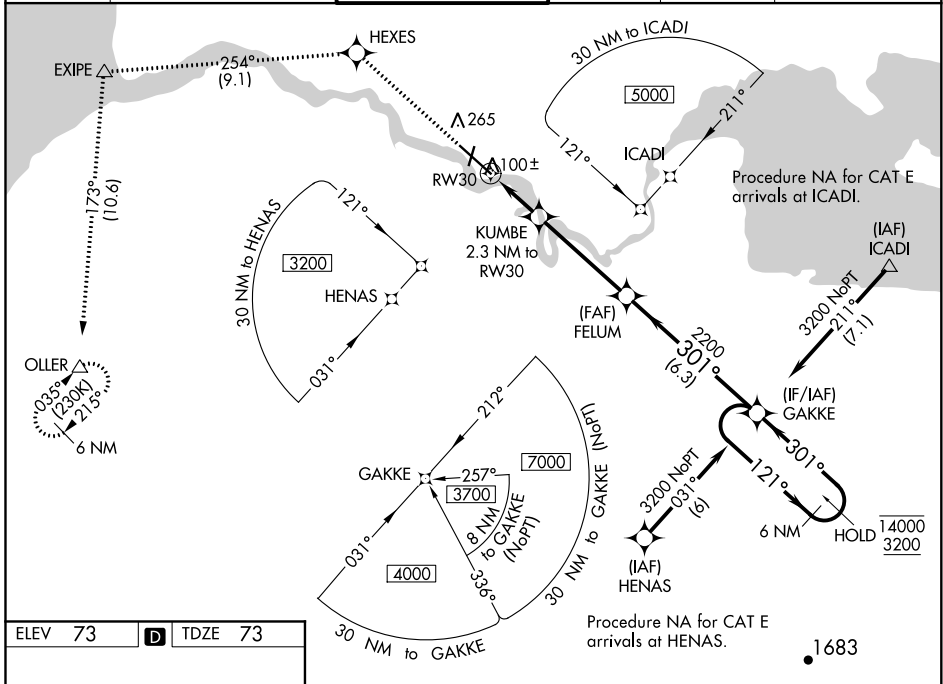 HEXES
EXIPE
254°
(9.1)
173°
(10.6)
265
100±
RW30
30 NM to ICADI
5000
121°
211°
ICADI
Procedure NA for CAT E
arrivals at ICADI.
(IAF)
ICADI
3200 NoPT
211°
(7.1)
KUMBE
2.3 NM to
RW30
30 NM to HENAS
121°
3200
HENAS
031°
(FAF)
FELUM
2200
301°
(6.3)
(IF/IAF)
GAKKE
301°
121°
6 NM
HOLD
14000
3200
3200 NoPT
031°
(6)
(IAF)
HENAS
Procedure NA for CAT E
arrivals at HENAS.
1683
OLLER
035°
(230K)
215°
6 NM
212°
7000
30 NM to GAKKE (NoPT)
GAKKE
257°
3700
8 NM
to GAKKE
(NoPT)
336°
031°
4000
30 NM to GAKKE
ELEV 73 D TDZE 73